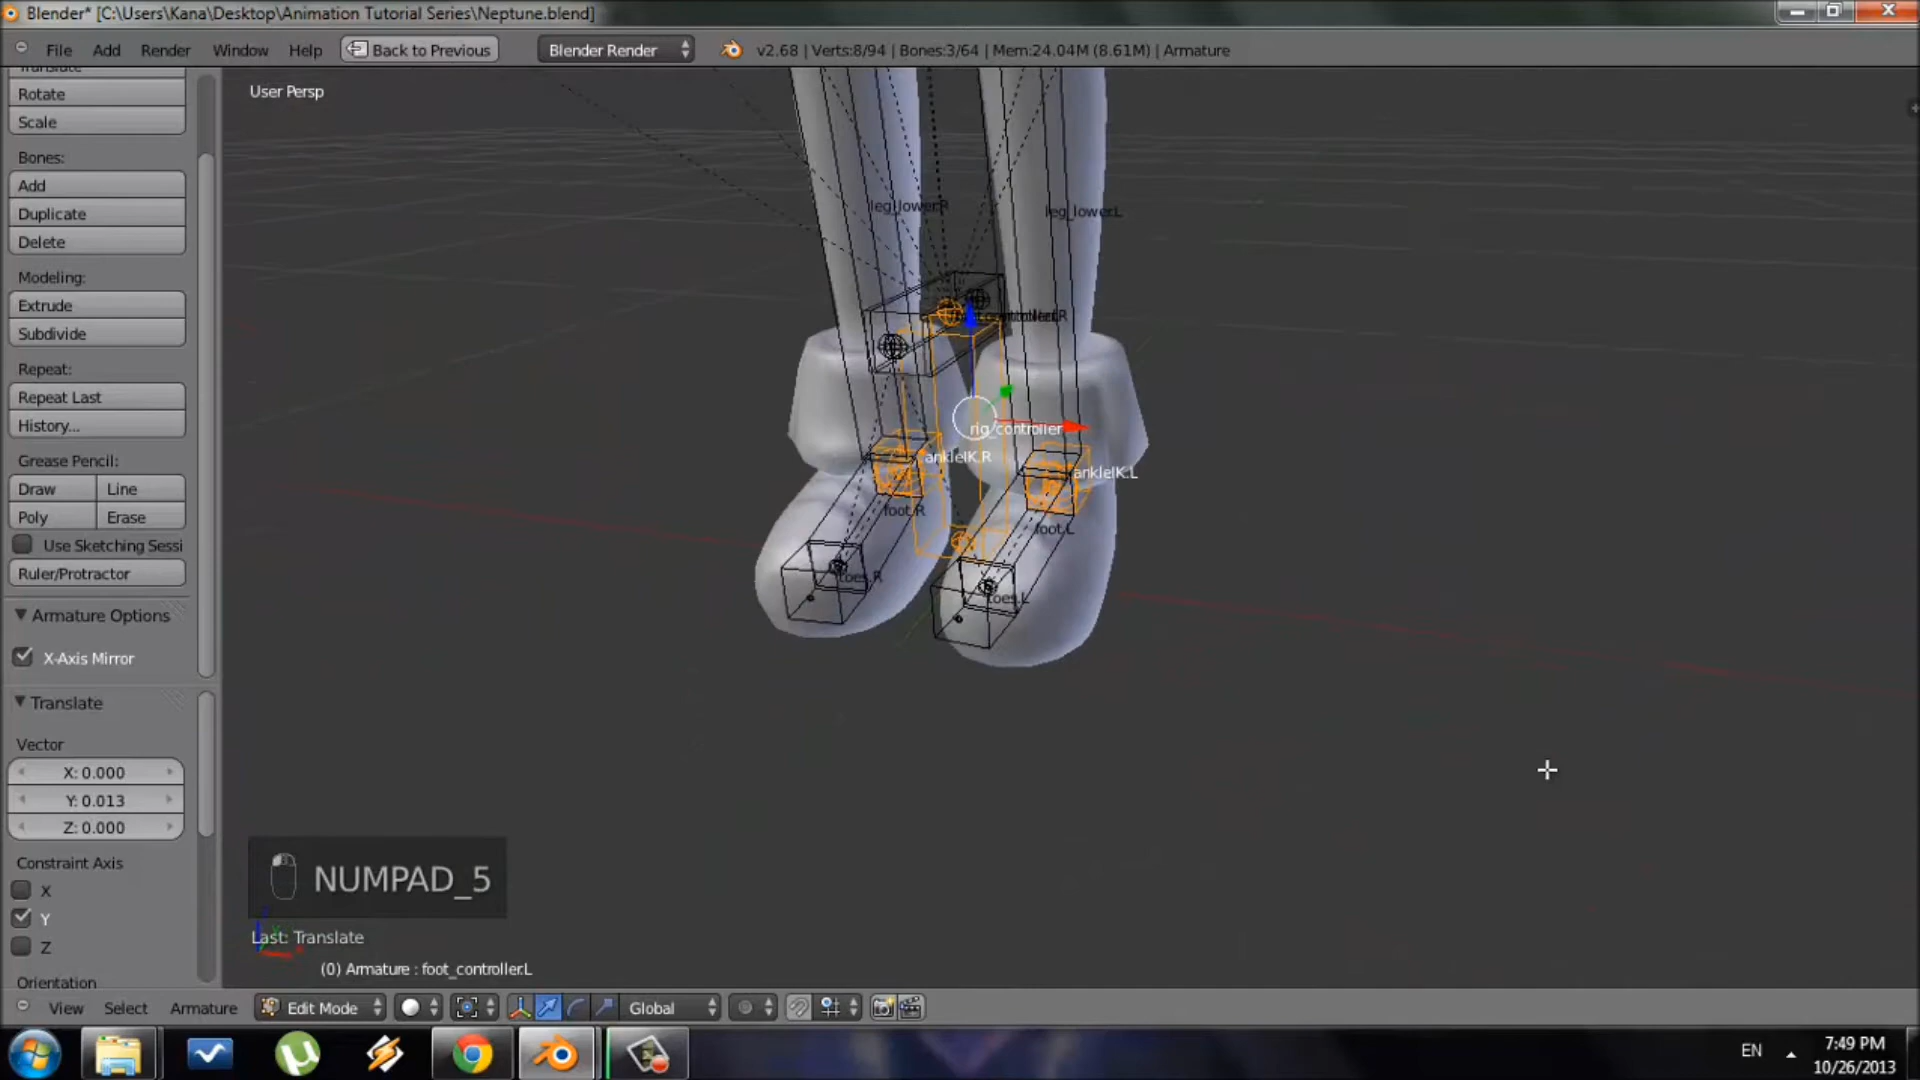 Blender* [C:\Users\Kana\Desktop\Animation Tutorial Series\Neptune.blend]
File Add Render Window Help Back to Previous Blender Render v2.68 | Verts:8/94 | Bones:3/64 | Mem:24.04M (8.61M) | Armature
Translate
Rotate
Scale
Bones:
Add
Duplicate
Delete
Modeling:
Extrude
Subdivide
Repeat:
Repeat Last
History...
Grease Pencil:
Draw Line
Poly Erase
Use Sketching Sessi
Ruler/Protractor
Armature Options
X-Axis Mirror
Translate
Vector
X: 0.000
Y: 0.013
Z: 0.000
Constraint Axis
X
Y
Z
Orientation
User Persp
leg_lower.R
leg_lower.L
rig_controller
ankleIK.R
ankleIK.L
foot.R
foot.L
toes.R
toes.L
NUMPAD_5
Last: Translate
(0) Armature : foot_controller.L
View Select Armature Edit Mode Global
EN
7:49 PM
10/26/2013